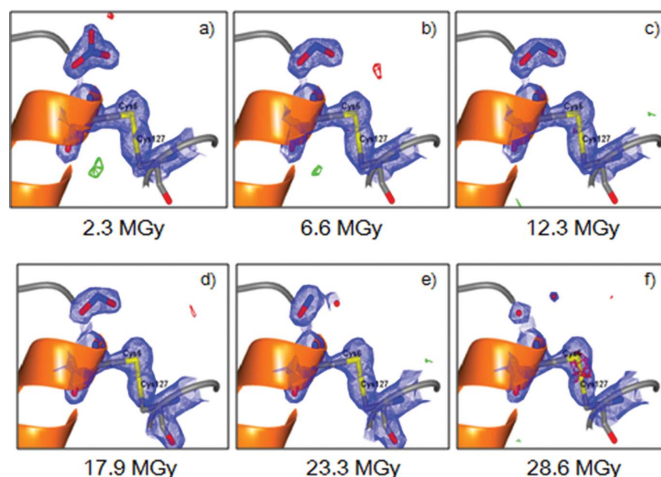 a)
Cys6
Cys127
2.3 MGy
b)
Cys6
Cys127
6.6 MGy
c)
Cys6
Cys127
12.3 MGy
d)
Cys6
Cys127
17.9 MGy
e)
Cys6
Cys127
23.3 MGy
f)
Cys127
28.6 MGy